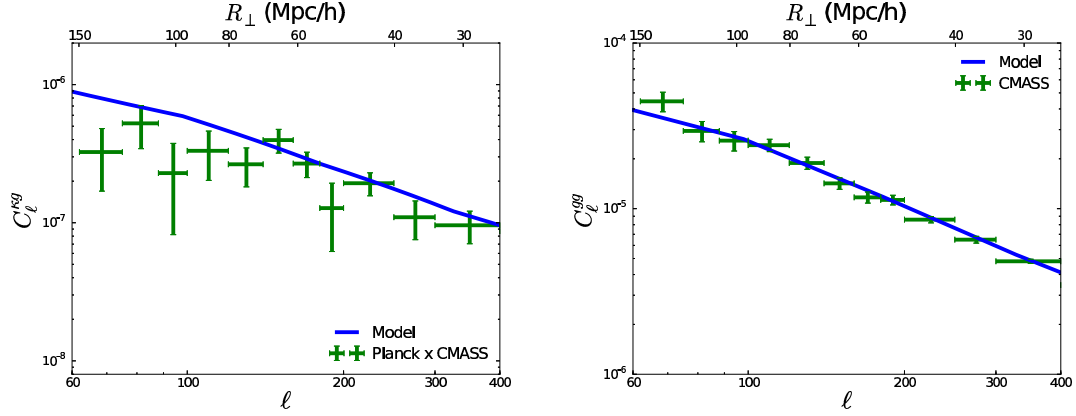 R⊥ (Mpc/h)
150 100 80 60 40 30
10^-6
10^-7
10^-8
C_ℓ^κg
Model
Planck x CMASS
60 100 200 300 400
ℓ
R⊥ (Mpc/h)
150 100 80 60 40 30
10^-4
10^-5
10^-6
C_ℓ^gg
Model
CMASS
60 100 200 300 400
ℓ